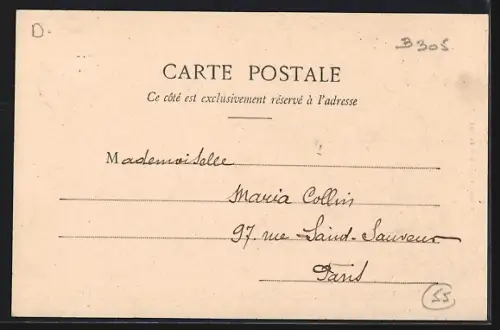 D.
B305
CARTE POSTALE
Ce côté est exclusivement réservé à l'adresse
Mademoiselle
Maria Collin
97. rue Saint-Sauveur
Paris
55